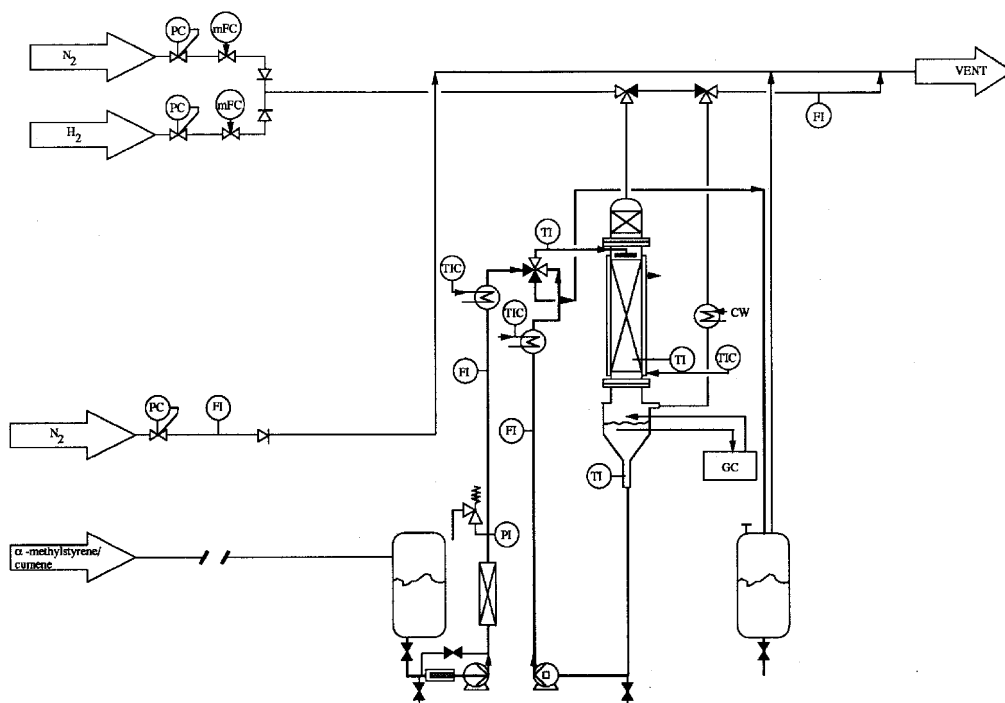 PC
mFC
N2
VENT
PC
mFC
H2
FI
TI
TIC
TIC
CW
FI
TI
TIC
PC
FI
N2
FI
GC
TI
PI
α -methylstyrene/
cumene